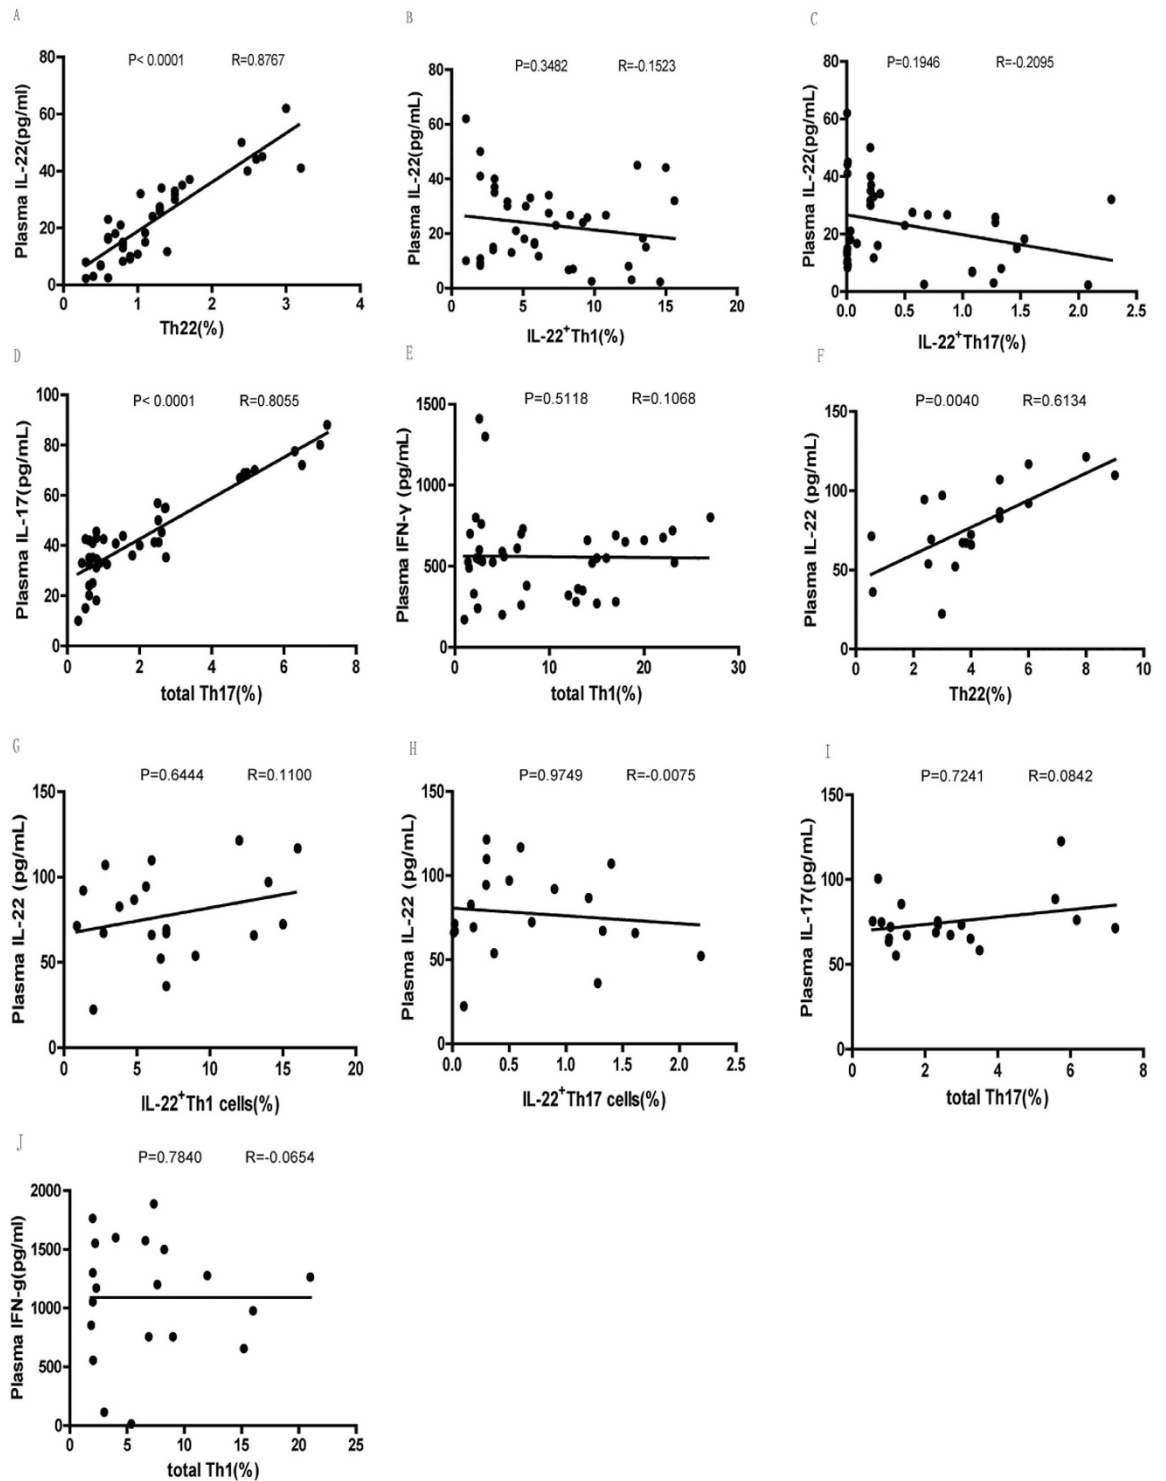 A
P< 0.0001 R=0.8767
Plasma IL-22(pg/ml)
80
60
40
20
0
0 1 2 3 4
Th22(%)
B
P=0.3482 R=-0.1523
Plasma IL-22(pg/mL)
80
60
40
20
0
0 5 10 15 20
IL-22+Th1(%)
C
P=0.1946 R=-0.2095
Plasma IL-22(pg/mL)
80
60
40
20
0
0.0 0.5 1.0 1.5 2.0 2.5
IL-22+Th17(%)
D
P< 0.0001 R=0.8055
Plasma IL-17(pg/mL)
100
80
60
40
20
0
0 2 4 6 8
total Th17(%)
E
P=0.5118 R=0.1068
Plasma IFN-γ (pg/mL)
1500
1000
500
0
0 10 20 30
total Th1(%)
F
P=0.0040 R=0.6134
Plasma IL-22 (pg/mL)
150
100
50
0
0 2 4 6 8 10
Th22(%)
G
P=0.6444 R=0.1100
Plasma IL-22 (pg/mL)
150
100
50
0
0 5 10 15 20
IL-22+Th1 cells(%)
H
P=0.9749 R=-0.0075
Plasma IL-22 (pg/mL)
150
100
50
0
0.0 0.5 1.0 1.5 2.0 2.5
IL-22+Th17 cells(%)
I
P=0.7241 R=0.0842
Plasma IL-17(pg/mL)
150
100
50
0
0 2 4 6 8
total Th17(%)
J
P=0.7840 R=-0.0654
Plasma IFN-g(pg/ml)
2000
1500
1000
500
0
0 5 10 15 20 25
total Th1(%)